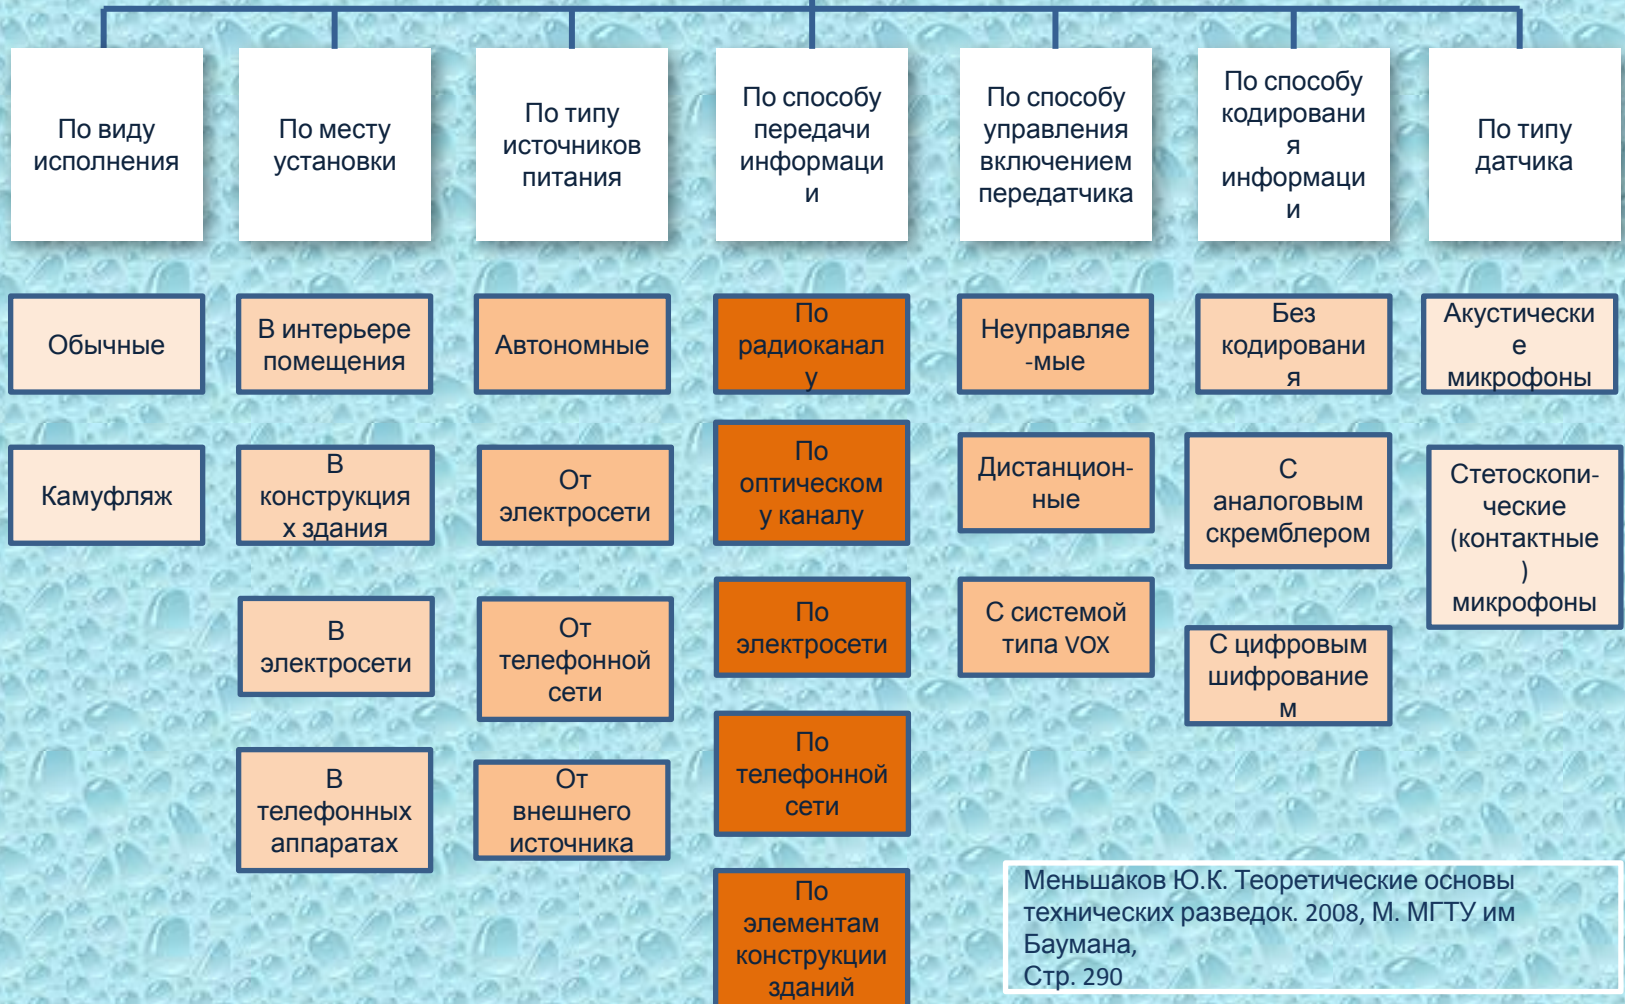 По виду
исполнения
По месту
установки
По типу
источников
питания
По способу
передачи
информаци
и
По способу
управления
включением
передатчика
По способу
кодировани
я
информаци
и
По типу
датчика
Обычные
Камуфляж
В интерьере
помещения
В
конструкция
х здания
В
электросети
В
телефонных
аппаратах
Автономные
От
электросети
От
телефонной
сети
От
внешнего
источника
По
радиоканал
у
По
оптическом
у каналу
По
электросети
По
телефонной
сети
По
элементам
конструкции
зданий
Неуправляе
-мые
Дистанцион-
ные
С системой
типа VOX
Без
кодировани
я
С
аналоговым
скремблером
С цифровым
шифрование
м
Акустически
е
микрофоны
Стетоскопи-
ческие
(контактные
)
микрофоны
Меньшаков Ю.К. Теоретические основы
технических разведок. 2008, М. МГТУ им
Баумана,
Стр. 290